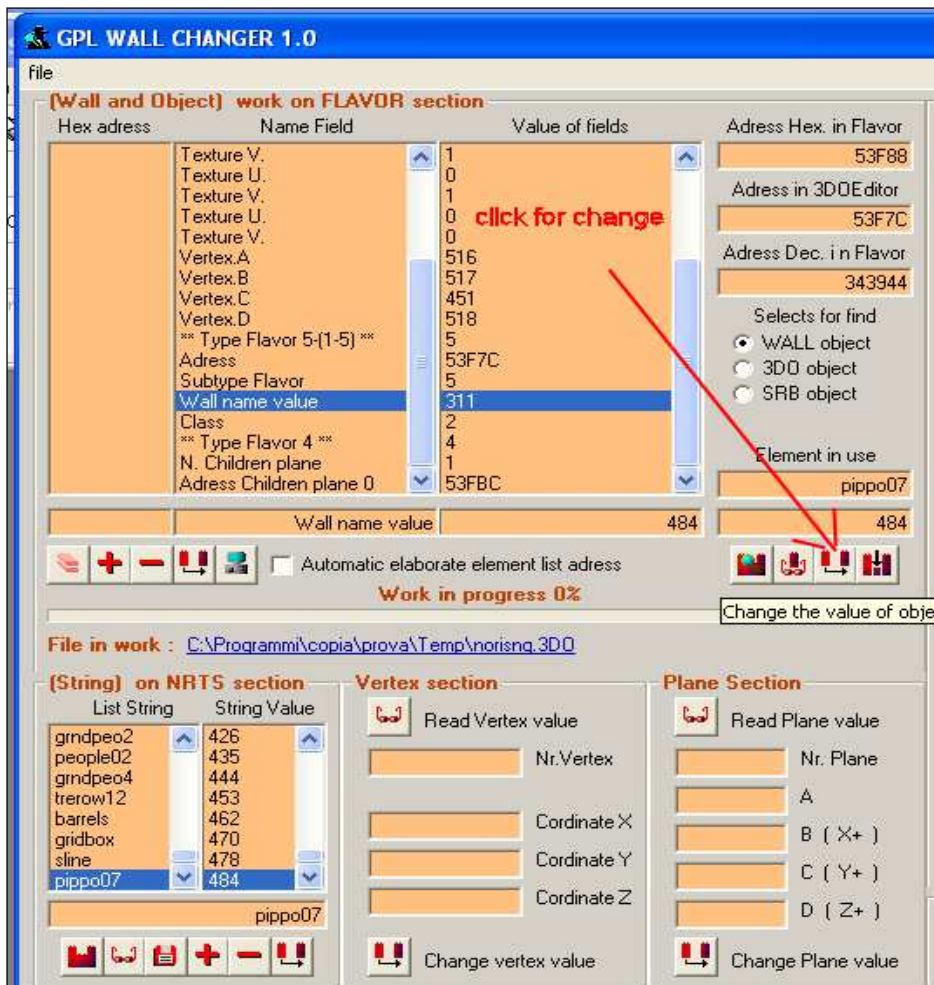 GPL WALL CHANGER 1.0
file
(Wall and Object) work on FLAVOR section
Hex adress Name Field Value of fields
Texture V. 1
Texture U. 0
Texture V. 1
Texture U. 0
Texture V. 0
Vertex.A 516
Vertex.B 517
Vertex.C 451
Vertex.D 518
** Type Flavor 5-(1-5) ** 5
Adress 53F7C
Subtype Flavor 5
Wall name value 311
Class 2
** Type Flavor 4 ** 4
N. Children plane 1
Adress Children plane 0 53FBC
Wall name value 484
click for change
Adress Hex. in Flavor
53F88
Adress in 3DOEditor
53F7C
Adress Dec. in Flavor
343944
Selects for find
WALL object
3DO object
SRB object
Element in use
pippo07
484
Automatic elaborate element list adress
Work in progress 0%
Change the value of obje
File in work : C:\Programmi\copia\prova\Temp\norisnq.3DO
(String) on NRTS section
List String String Value
grndpeo2 426
people02 435
grndpeo4 444
trerow12 453
barrels 462
gridbox 470
sline 478
pippo07 484
pippo07
Vertex section
Read Vertex value
Nr.Vertex
Cordinate X
Cordinate Y
Cordinate Z
Change vertex value
Plane Section
Read Plane value
Nr. Plane
A
B ( X+ )
C ( Y+ )
D ( Z+ )
Change Plane value